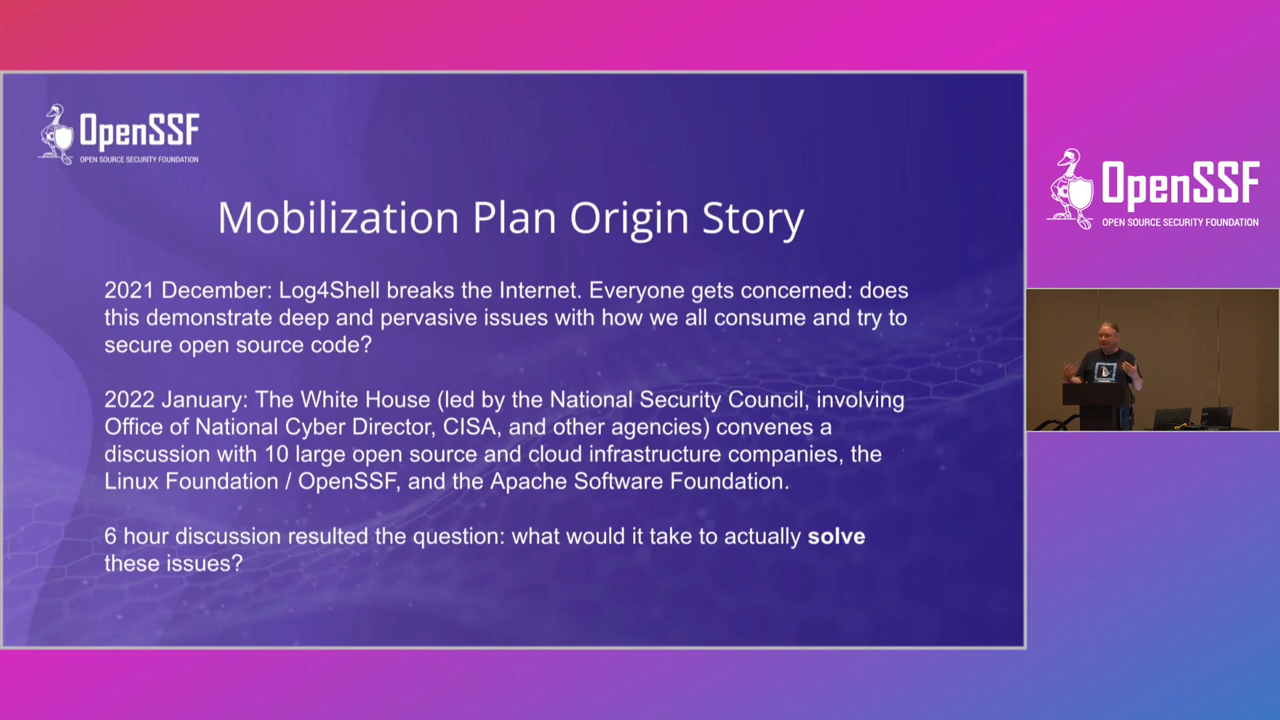 OpenSSF
OPEN SOURCE SECURITY FOUNDATION
Mobilization Plan Origin Story
2021 December: Log4Shell breaks the Internet. Everyone gets concerned: does
this demonstrate deep and pervasive issues with how we all consume and try to
secure open source code?
2022 January: The White House (led by the National Security Council, involving
Office of National Cyber Director, CISA, and other agencies) convenes a
discussion with 10 large open source and cloud infrastructure companies, the
Linux Foundation / OpenSSF, and the Apache Software Foundation.
6 hour discussion resulted the question: what would it take to actually solve
these issues?
OpenSSF
OPEN SOURCE SECURITY FOUNDATION